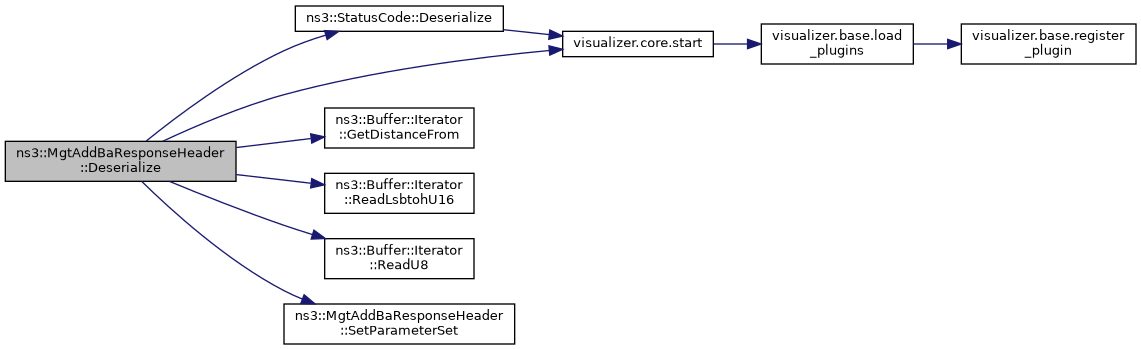 ns3::MgtAddBaResponseHeader
::Deserialize
ns3::StatusCode::Deserialize
visualizer.core.start
visualizer.base.load
_plugins
visualizer.base.register
_plugin
ns3::Buffer::Iterator
::GetDistanceFrom
ns3::Buffer::Iterator
::ReadLsbtohU16
ns3::Buffer::Iterator
::ReadU8
ns3::MgtAddBaResponseHeader
::SetParameterSet